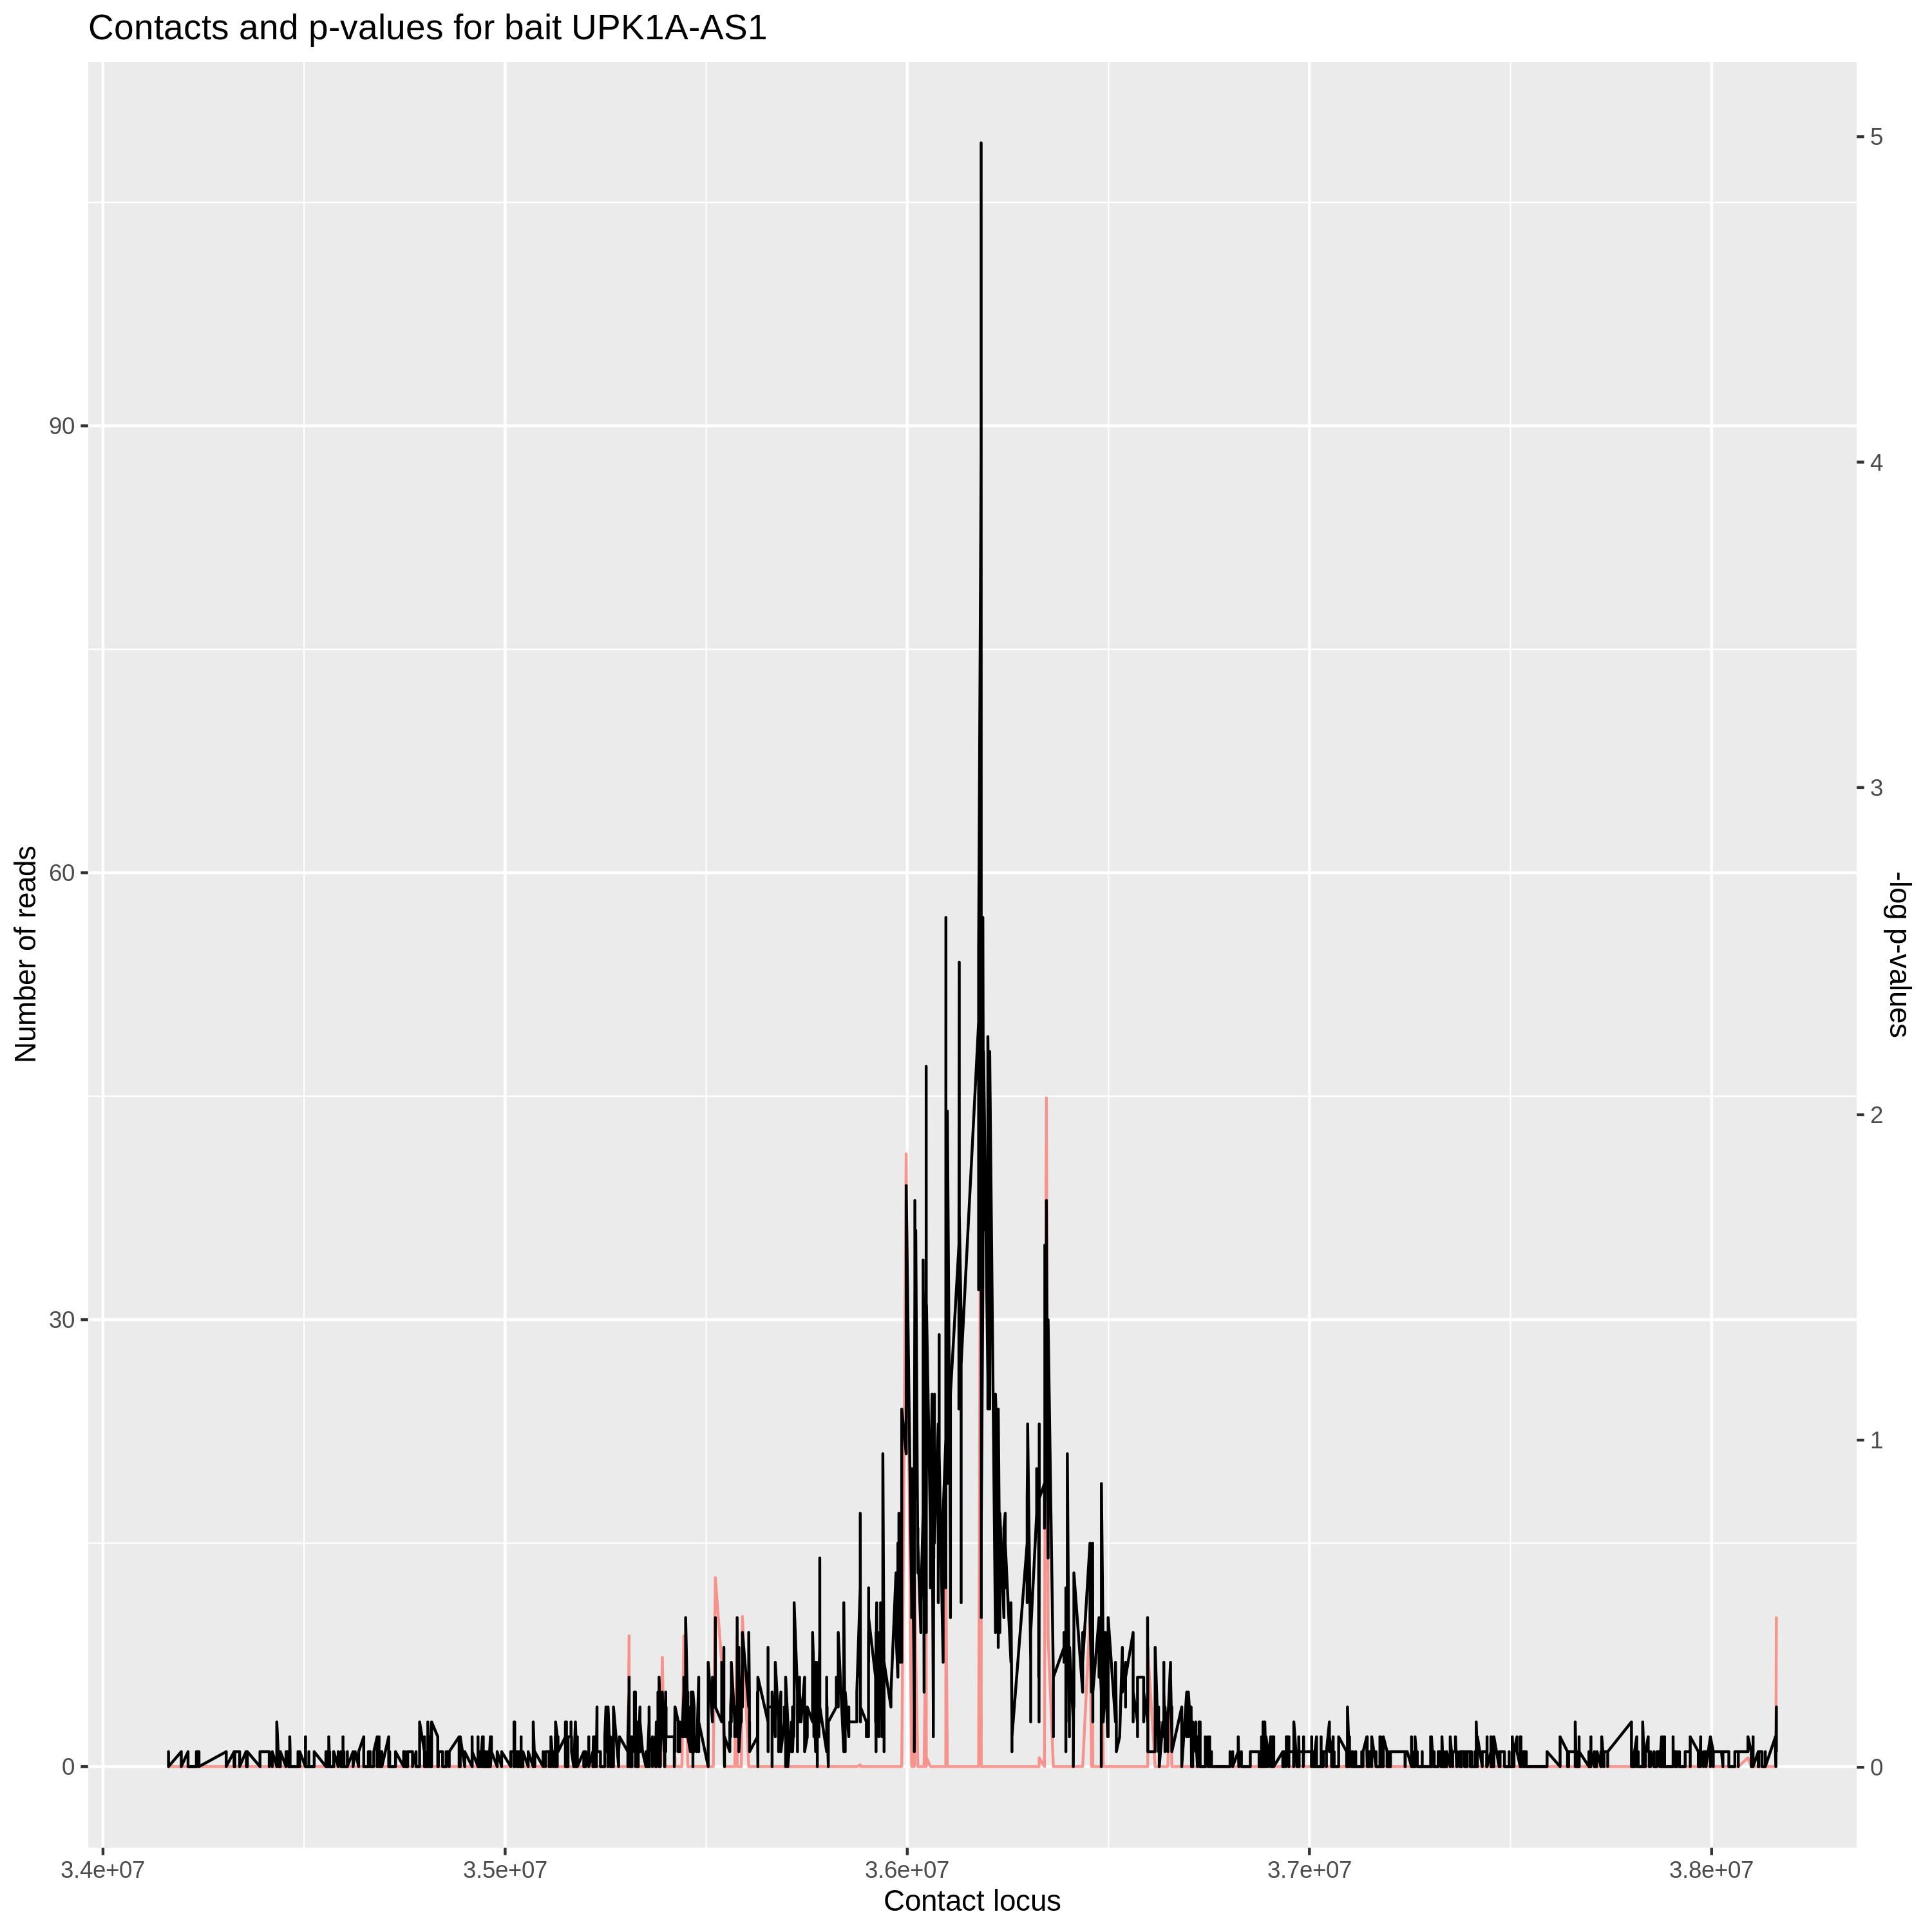 Contacts and p-values for bait UPK1A-AS1
Number of reads
90
60
30
0
5
4
3
2
1
0
-log p-values
3.4e+07
3.5e+07
3.6e+07
3.7e+07
3.8e+07
Contact locus